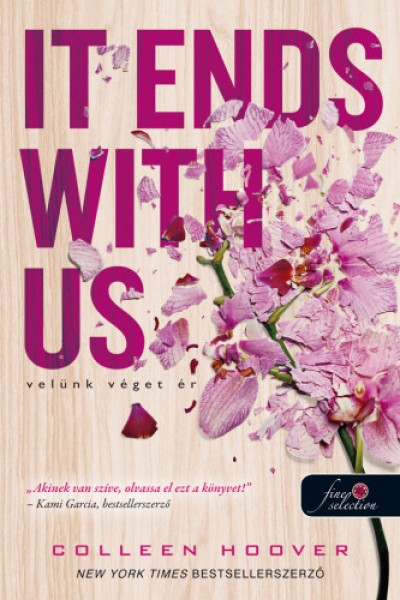 IT ENDS
WITH
US
velünk véget ér
„Akinek van szíve, olvassa el ezt a könyvet!”
– Kami Garcia, bestsellerszerző
fine
selection
COLLEEN HOOVER
NEW YORK TIMES BESTSELLERSZERZŐ